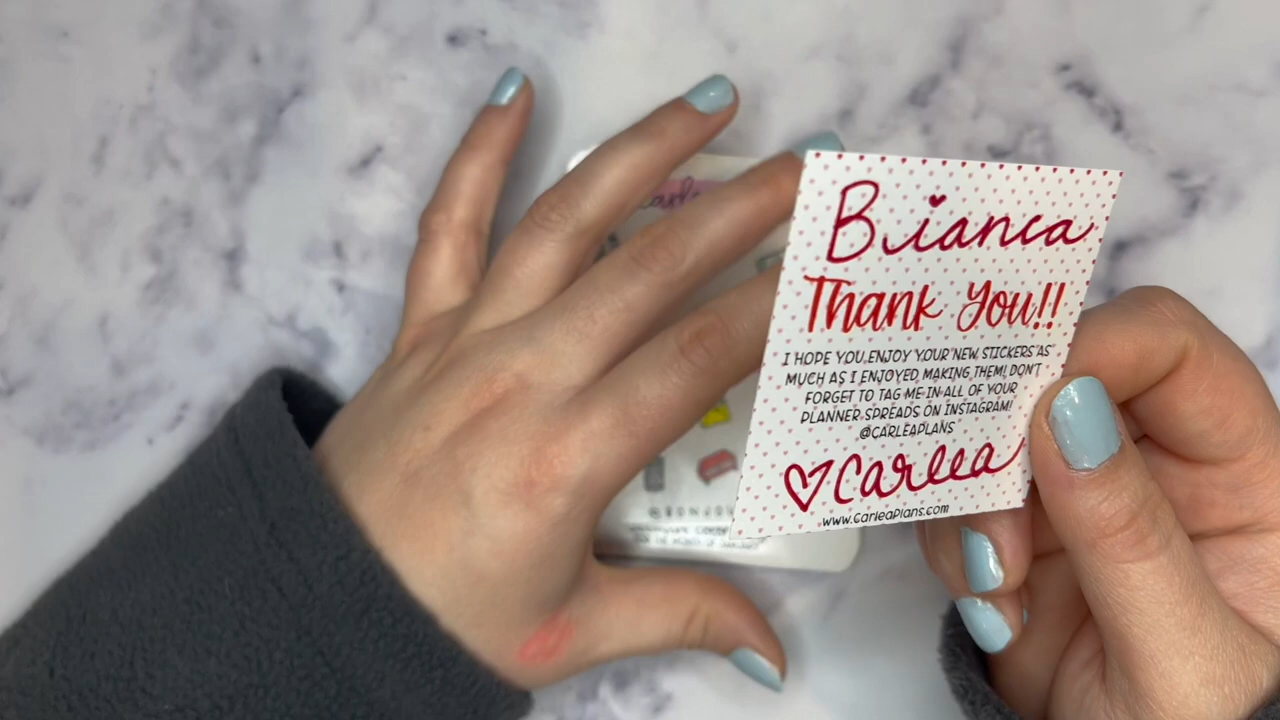 Bianca
Thank You!!
I HOPE YOU ENJOY YOUR NEW STICKERS AS
MUCH AS I ENJOYED MAKING THEM! DON'T
FORGET TO TAG ME IN ALL OF YOUR
PLANNER SPREADS ON INSTAGRAM!
@CARLEAPLANS
Carlea
www.CarleaPlans.com